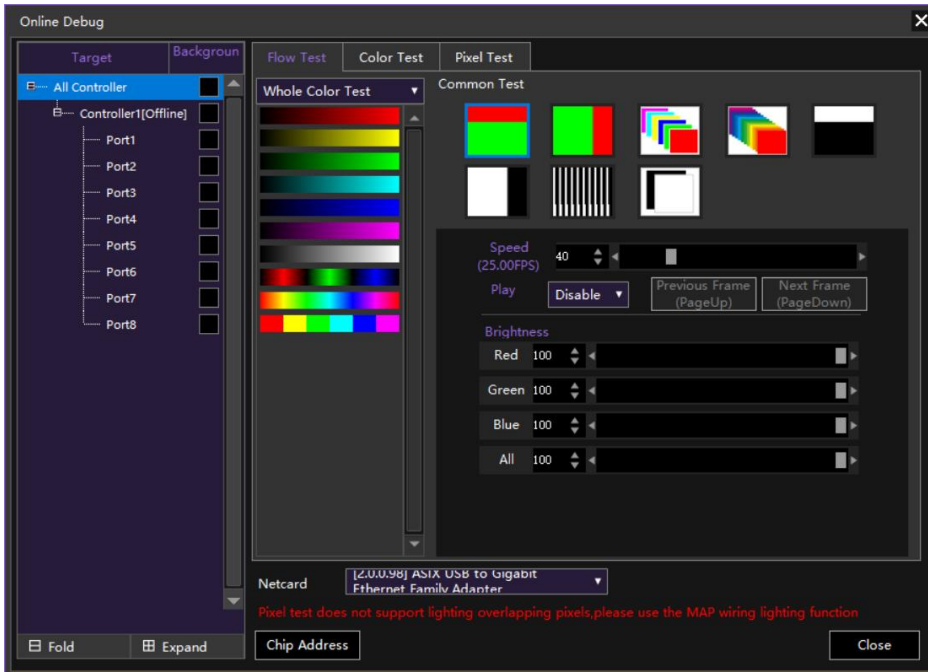 Online Debug
Target
Backgroun
Flow Test
Color Test
Pixel Test
All Controller
Controller1[Offline]
Port1
Port2
Port3
Port4
Port5
Port6
Port7
Port8
Whole Color Test
Common Test
Speed
(25.00FPS)
40
Play
Disable
Previous Frame
(PageUp)
Next Frame
(PageDown)
Brightness
Red 100
Green 100
Blue 100
All 100
Netcard
[2.0.0.98] ASIX USB to Gigabit
Ethernet Family Adapter
Pixel test does not support lighting overlapping pixels,please use the MAP wiring lighting function
Fold
Expand
Chip Address
Close